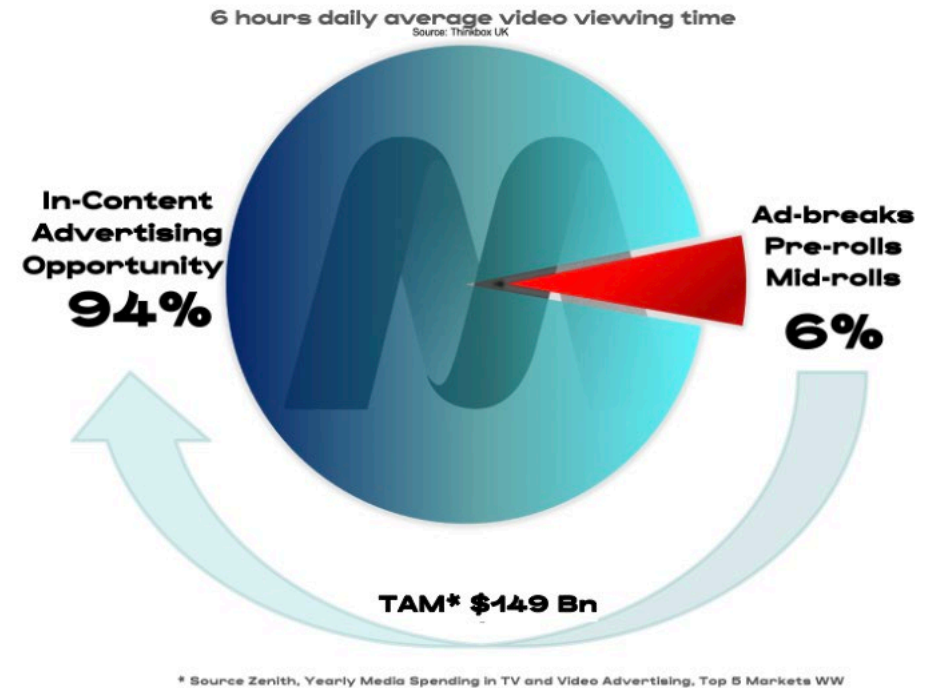 6 hours daily average video viewing time
Source: Thinkbox UK
In-Content
Advertising
Opportunity
94%
Ad-breaks
Pre-rolls
Mid-rolls
6%
TAM* $149 Bn
* Source Zenith, Yearly Media Spending in TV and Video Advertising, Top 5 Markets WW